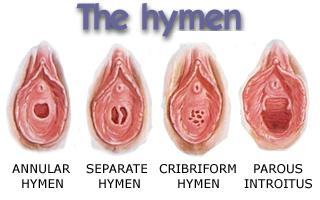 The hymen
ANNULAR HYMEN
SEPARATE HYMEN
CRIBRIFORM HYMEN
PAROUS INTROITUS